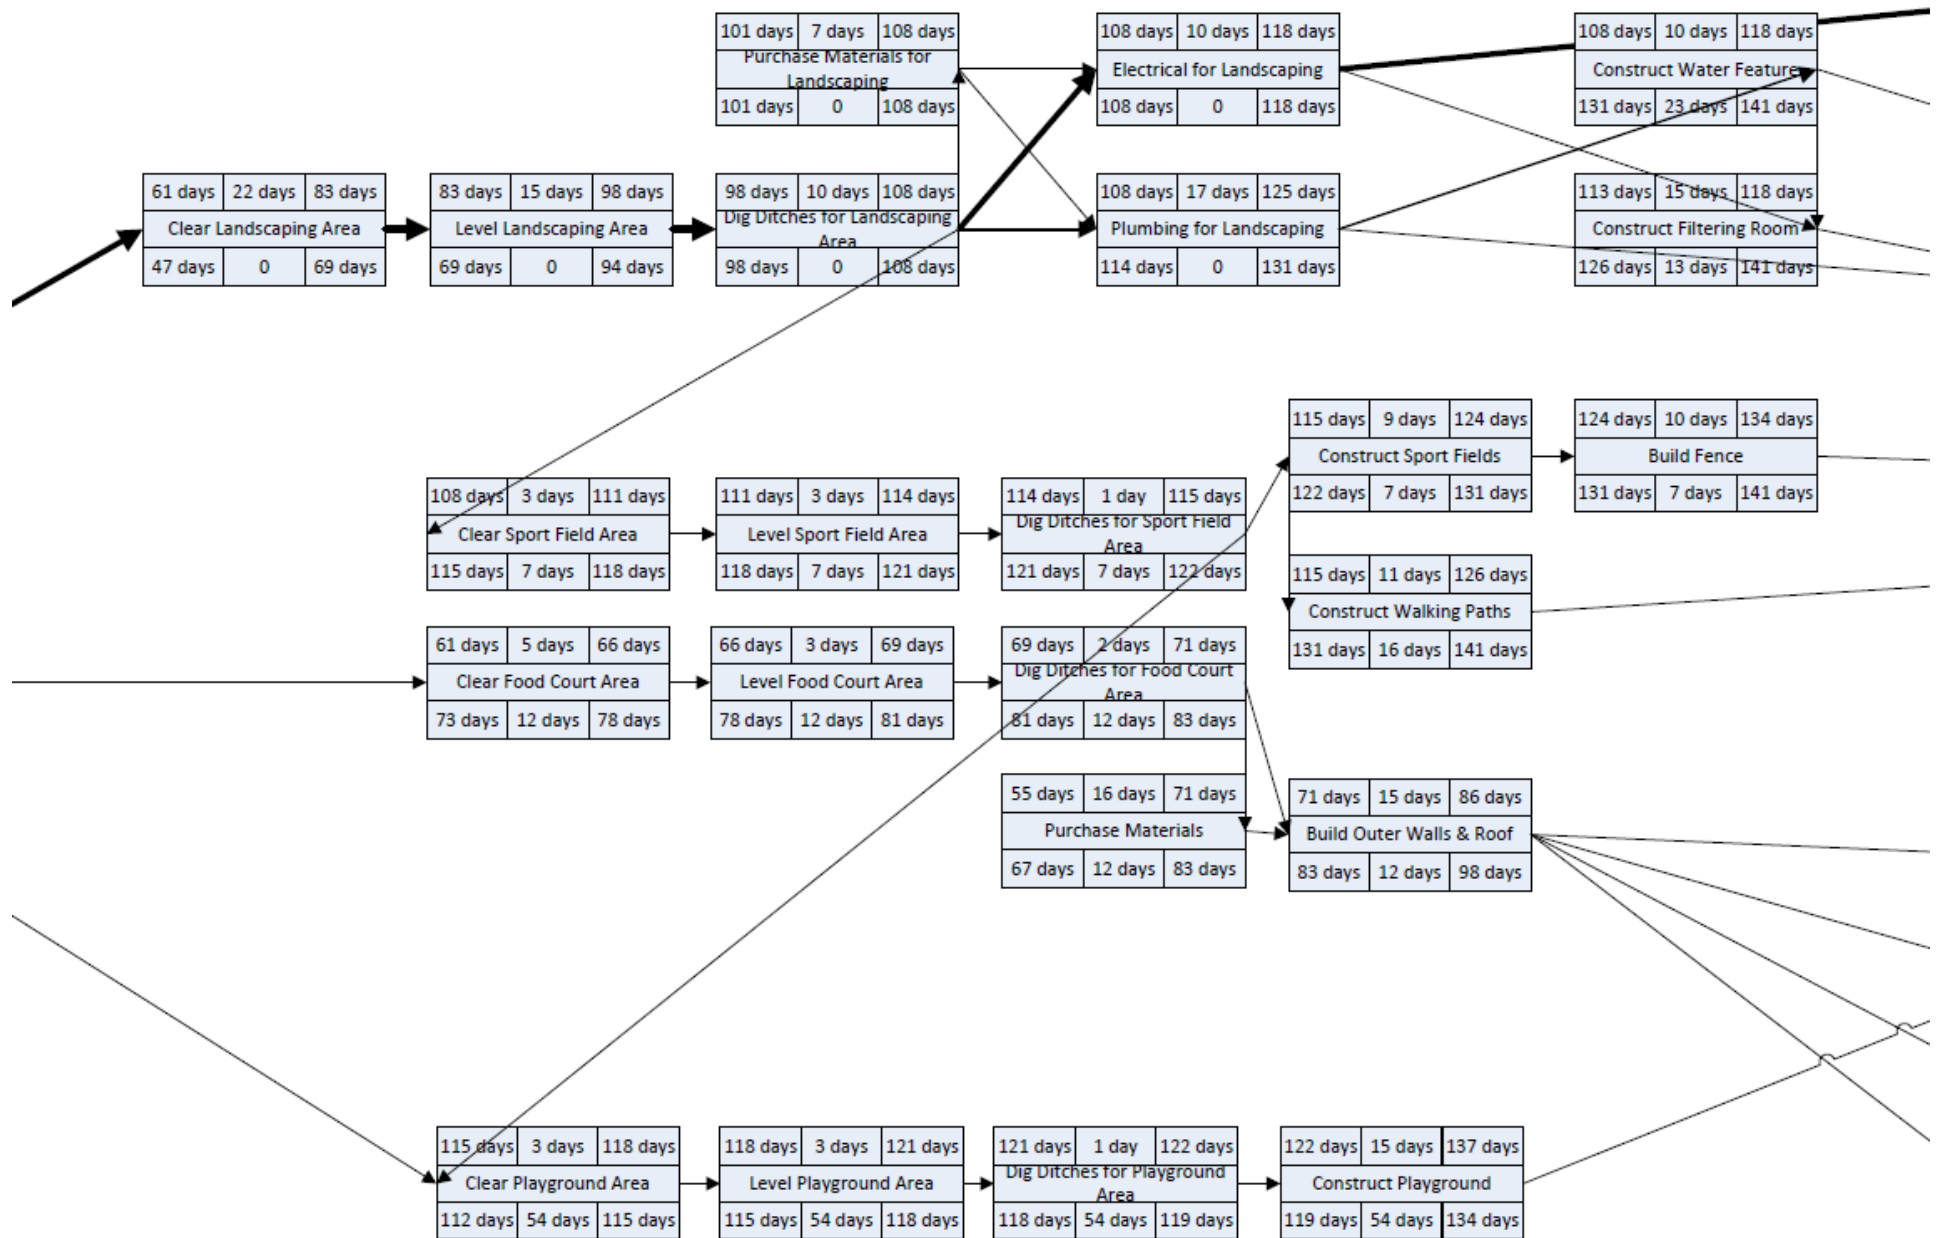 101 days 7 days 108 days
Purchase Materials for
Landscaping
101 days 0 108 days
108 days 10 days 118 days
Electrical for Landscaping
108 days 0 118 days
108 days 10 days 118 days
Construct Water Feature
131 days 23 days 141 days
61 days 22 days 83 days
Clear Landscaping Area
47 days 0 69 days
83 days 15 days 98 days
Level Landscaping Area
69 days 0 94 days
98 days 10 days 108 days
Dig Ditches for Landscaping
Area
98 days 0 108 days
108 days 17 days 125 days
Plumbing for Landscaping
114 days 0 131 days
113 days 15 days 118 days
Construct Filtering Room
126 days 13 days 141 days
115 days 9 days 124 days
Construct Sport Fields
122 days 7 days 131 days
124 days 10 days 134 days
Build Fence
131 days 7 days 141 days
108 days 3 days 111 days
Clear Sport Field Area
115 days 7 days 118 days
111 days 3 days 114 days
Level Sport Field Area
118 days 7 days 121 days
114 days 1 day 115 days
Dig Ditches for Sport Field
Area
121 days 7 days 122 days
115 days 11 days 126 days
Construct Walking Paths
131 days 16 days 141 days
61 days 5 days 66 days
Clear Food Court Area
73 days 12 days 78 days
66 days 3 days 69 days
Level Food Court Area
78 days 12 days 81 days
69 days 2 days 71 days
Dig Ditches for Food Court
Area
81 days 12 days 83 days
55 days 16 days 71 days
Purchase Materials
67 days 12 days 83 days
71 days 15 days 86 days
Build Outer Walls & Roof
83 days 12 days 98 days
115 days 3 days 118 days
Clear Playground Area
112 days 54 days 115 days
118 days 3 days 121 days
Level Playground Area
115 days 54 days 118 days
121 days 1 day 122 days
Dig Ditches for Playground
Area
118 days 54 days 119 days
122 days 15 days 137 days
Construct Playground
119 days 54 days 134 days